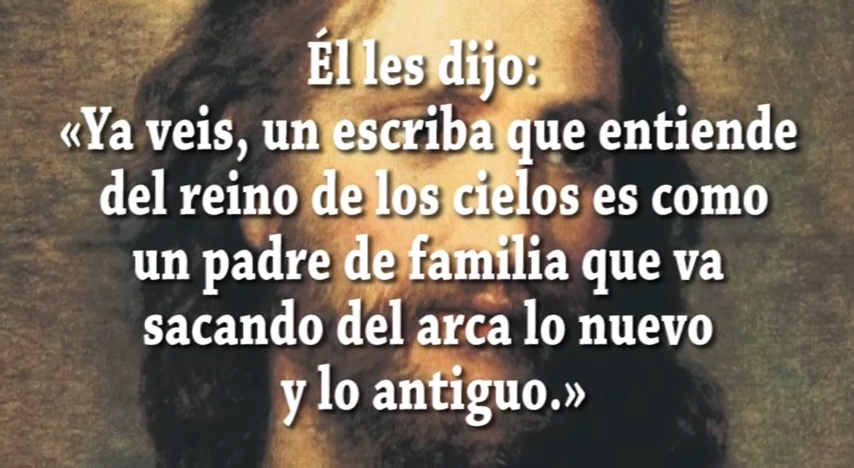 Él les dijo:
«Ya veis, un escriba que entiende
del reino de los cielos es como
un padre de familia que va
sacando del arca lo nuevo
y lo antiguo.»